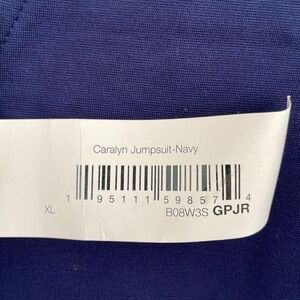 Caralyn Jumpsuit-Navy
1 95111 59857 4
XL B08W3S GPJR